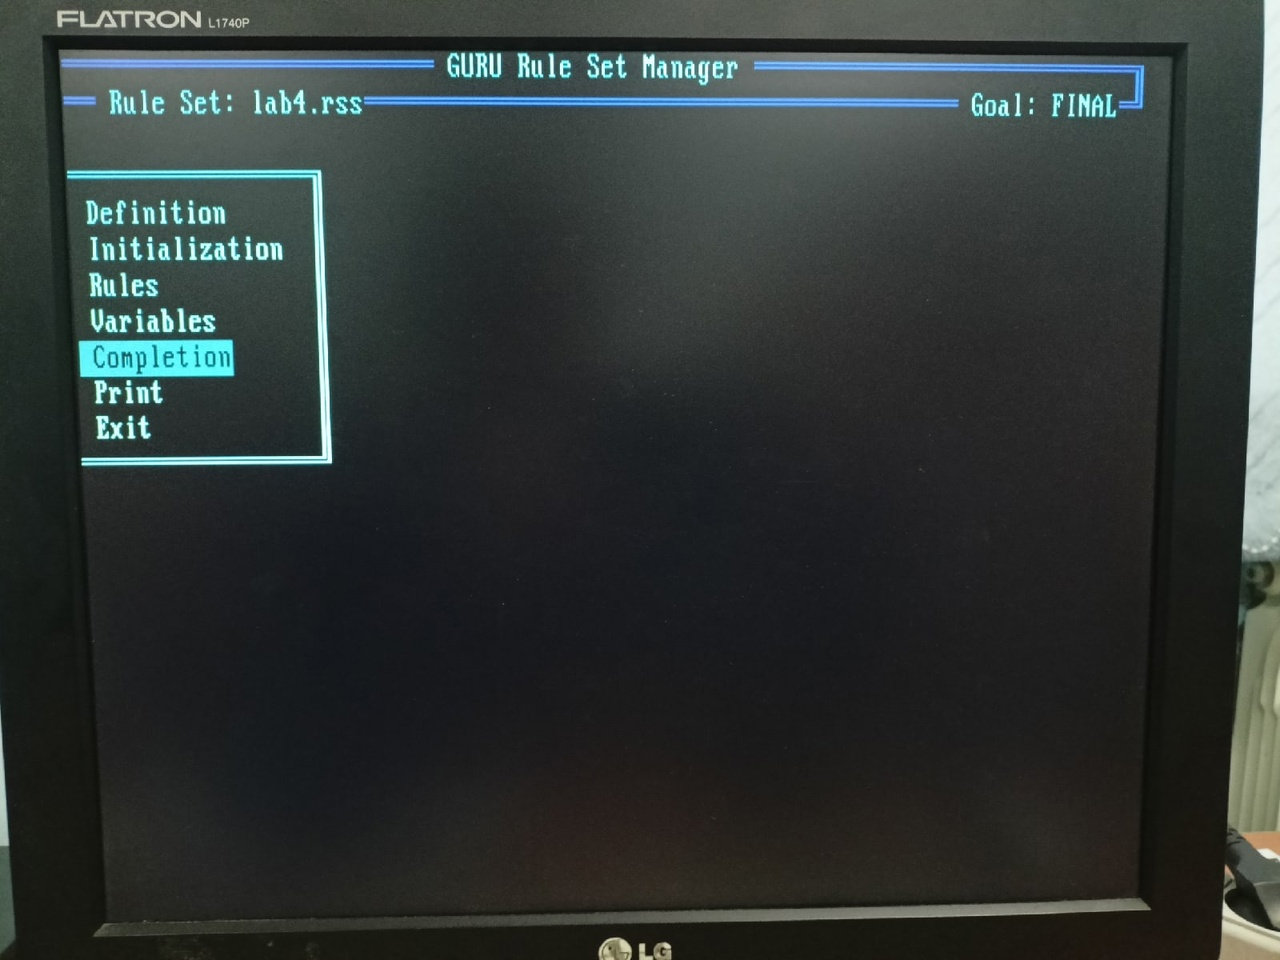 FLATRON L1740P
GURU Rule Set Manager
Rule Set: lab4.rss Goal: FINAL
Definition
Initialization
Rules
Variables
Completion
Print
Exit
LG